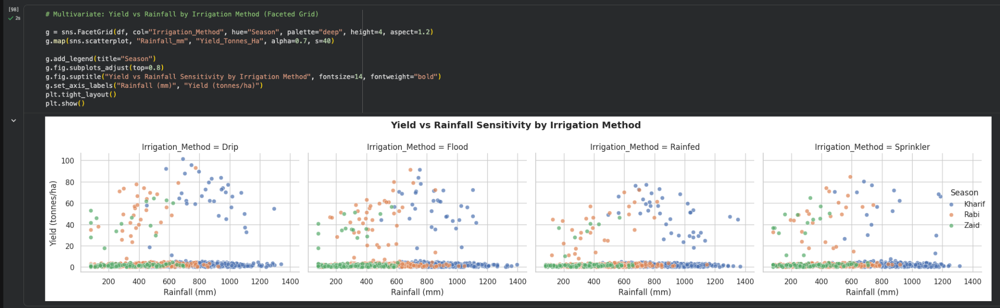 [98]
2s
# Multivariate: Yield vs Rainfall by Irrigation Method (Faceted Grid)
g = sns.FacetGrid(df, col="Irrigation_Method", hue="Season", palette="deep", height=4, aspect=1.2)
g.map(sns.scatterplot, "Rainfall_mm", "Yield_Tonnes_Ha", alpha=0.7, s=40)
g.add_legend(title="Season")
g.fig.subplots_adjust(top=0.8)
g.fig.suptitle("Yield vs Rainfall Sensitivity by Irrigation Method", fontsize=14, fontweight="bold")
g.set_axis_labels("Rainfall (mm)", "Yield (tonnes/ha)")
plt.tight_layout()
plt.show()
Yield vs Rainfall Sensitivity by Irrigation Method
Irrigation_Method = Drip
Irrigation_Method = Flood
Irrigation_Method = Rainfed
Irrigation_Method = Sprinkler
Yield (tonnes/ha)
100
80
60
40
20
0
Season
Kharif
Rabi
Zaid
200 400 600 800 1000 1200 1400
200 400 600 800 1000 1200 1400
200 400 600 800 1000 1200 1400
200 400 600 800 1000 1200 1400
Rainfall (mm)
Rainfall (mm)
Rainfall (mm)
Rainfall (mm)